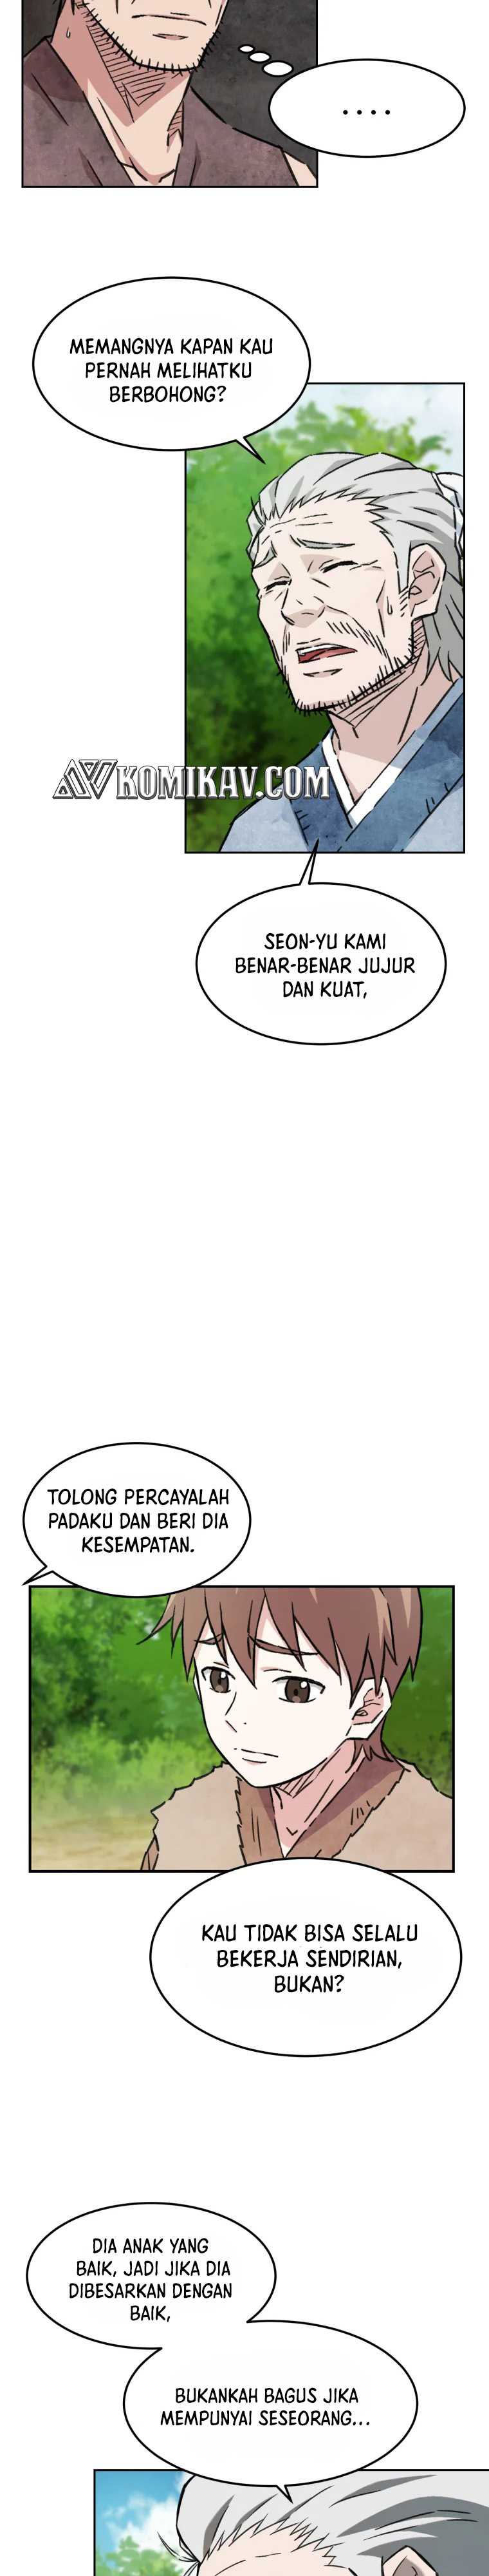 ....
MEMANGNYA KAPAN KAU
PERNAH MELIHATKU
BERBOHONG?
KOMIKAV.COM
SEON-YU KAMI
BENAR-BENAR JUJUR
DAN KUAT,
TOLONG PERCAYALAH
PADAKU DAN BERI DIA
KESEMPATAN.
KAU TIDAK BISA SELALU
BEKERJA SENDIRIAN,
BUKAN?
DIA ANAK YANG
BAIK, JADI JIKA DIA
DIBESARKAN DENGAN
BAIK,
BUKANKAH BAGUS JIKA
MEMPUNYAI SESEORANG...